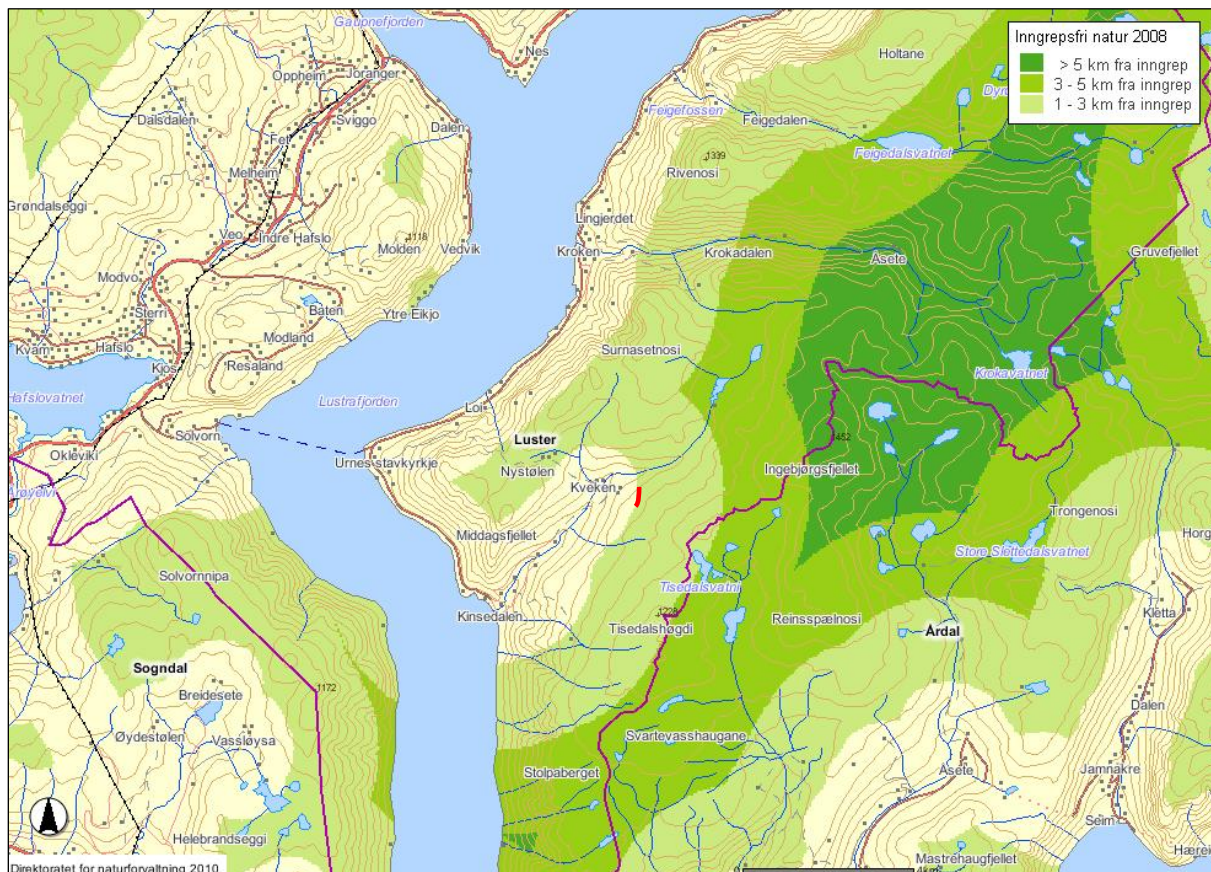 Inngrepsfri natur 2008
> 5 km fra inngrep
3 - 5 km fra inngrep
1 - 3 km fra inngrep
Gaupnefjorden
Nes
Holtane
Oppheim
Joranger
Sviggo
Dalsdalen
Fet
Dalen
Feigefossen
Feigedalen
Feigedalsvatnet
Melheim
1339
Rivenosi
Grøndalseggi
Lingjerdet
Veo
Indre Hafslo
1118
Molden
Vedvik
Kroken
Krokadalen
Åsete
Gruvefjellet
Modvo
Sterri
Båten
Ytre Eikjo
Modland
Kvam
Hafslo
Surnasetnosi
Kjos
Resaland
Krokavatnet
Hafslovatnet
Lustrafjorden
Loi
Solvorn
Luster
Okleviki
Urnes stavkyrkje
Nystølen
Ingebjørgsfjellet
Kveken
Trongenosi
Middagsfjellet
Store Slettedalsvatnet
Solvornnipa
Tisedalsvatni
Kinsedalen
1228
Tisedalshøgdi
Reinsspælnosi
Kletta
Årdal
Sogndal
1172
Breidesete
Dalen
Øydestølen
Vassløysa
Svartevasshaugane
Stolpaberget
Åsete
Jamnakre
Seim
Helebrandseggi
Mastrehaugfjellet
Direktoratet for naturforvaltning 2010